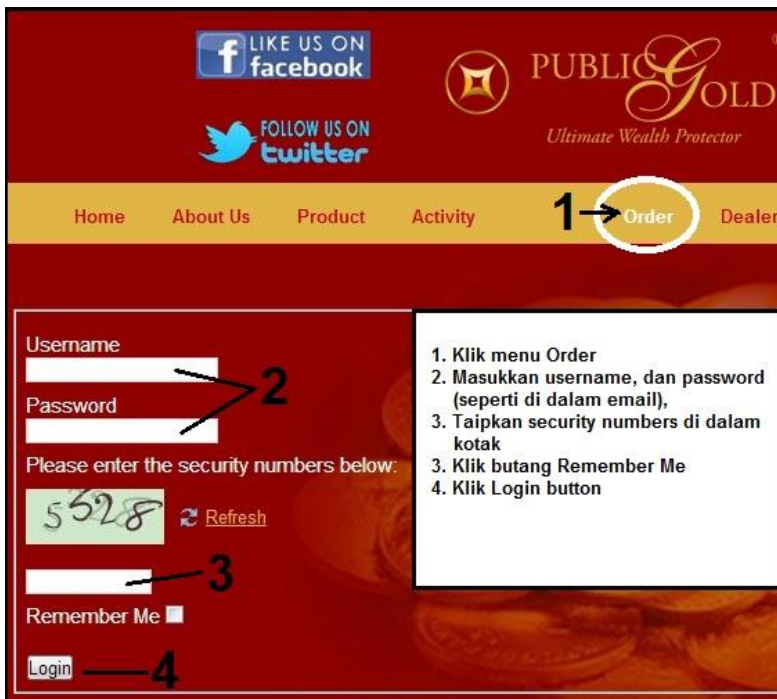 LIKE US ON
facebook
FOLLOW US ON
twitter
PUBLIC GOLD
Ultimate Wealth Protector
Home About Us Product Activity 1 Order Dealer
Username
2
Password
Please enter the security numbers below:
5528 Refresh
3
Remember Me
Login 4
1. Klik menu Order
2. Masukkan username, dan password
(seperti di dalam email),
3. Taipkan security numbers di dalam
kotak
3. Klik butang Remember Me
4. Klik Login button